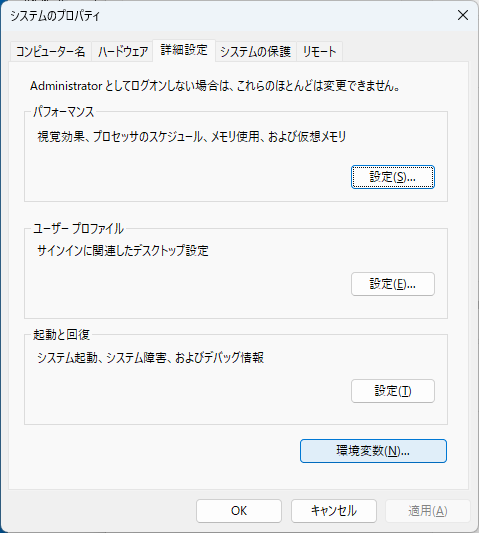 システムのプロパティ
コンピューター名 ハードウェア 詳細設定 システムの保護 リモート
Administrator としてログオンしない場合は、これらのほとんどは変更できません。
パフォーマンス
視覚効果、プロセッサのスケジュール、メモリ使用、および仮想メモリ
設定(S)...
ユーザー プロファイル
サインインに関連したデスクトップ設定
設定(E)...
起動と回復
システム起動、システム障害、およびデバッグ情報
設定(T)
環境変数(N)...
OK キャンセル 適用(A)